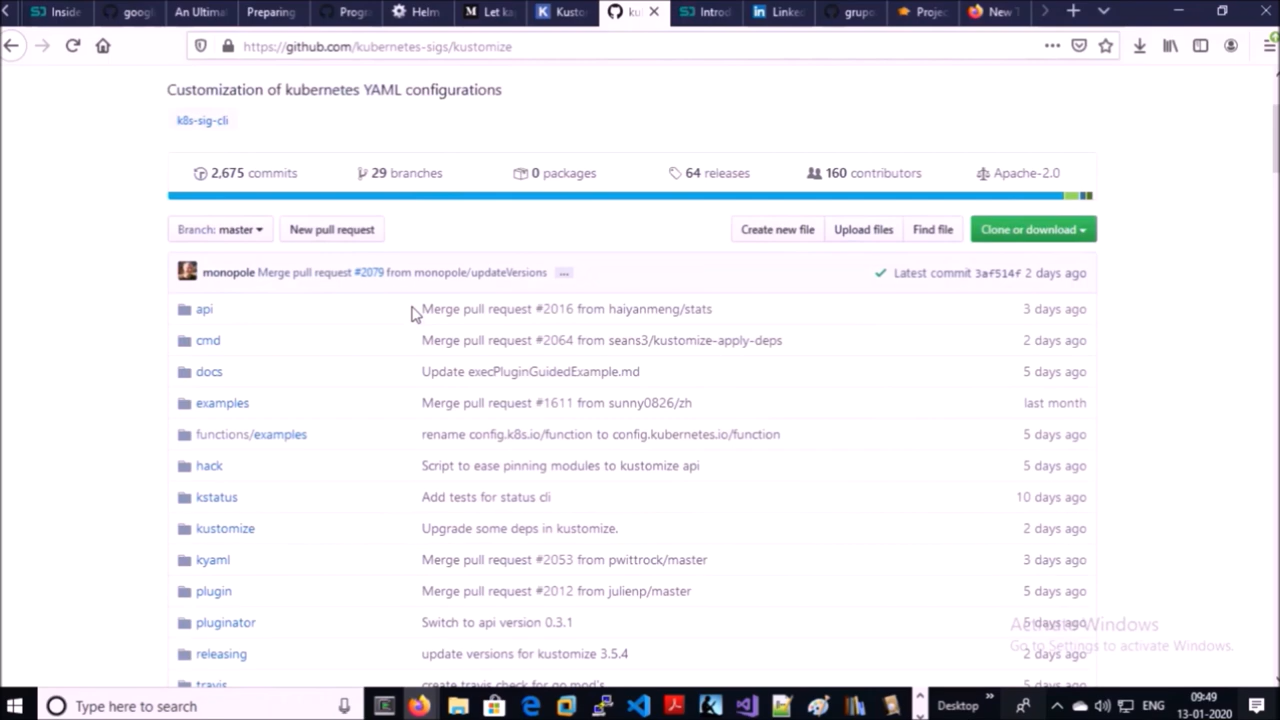 Inside
googl
An Ultima
Preparing
Progr
Helm
Let ka
Kusto
Introd
Linked
grupo
Projec
New T
https://github.com/kubernetes-sigs/kustomize
Customization of kubernetes YAML configurations
k8s-sig-cli
2,675 commits 29 branches 0 packages 64 releases 160 contributors Apache-2.0
Branch: master New pull request Create new file Upload files Find file Clone or download
monopole Merge pull request #2079 from monopole/updateVersions ... Latest commit 3af514f 2 days ago
api Merge pull request #2016 from haiyanmeng/stats 3 days ago
cmd Merge pull request #2064 from seans3/kustomize-apply-deps 2 days ago
docs Update execPluginGuidedExample.md 5 days ago
examples Merge pull request #1611 from sunny0826/zh last month
functions/examples rename config.k8s.io/function to config.kubernetes.io/function 5 days ago
hack Script to ease pinning modules to kustomize api 5 days ago
kstatus Add tests for status cli 10 days ago
kustomize Upgrade some deps in kustomize. 2 days ago
kyaml Merge pull request #2053 from pwittrock/master 3 days ago
plugin Merge pull request #2012 from julienp/master 5 days ago
pluginator Switch to api version 0.3.1 5 days ago
Activate Windows
Go to Settings to activate Windows.
releasing update versions for kustomize 3.5.4 2 days ago
travis create travis check for go mod's
Type here to search Desktop ENG 09:49
13-01-2020